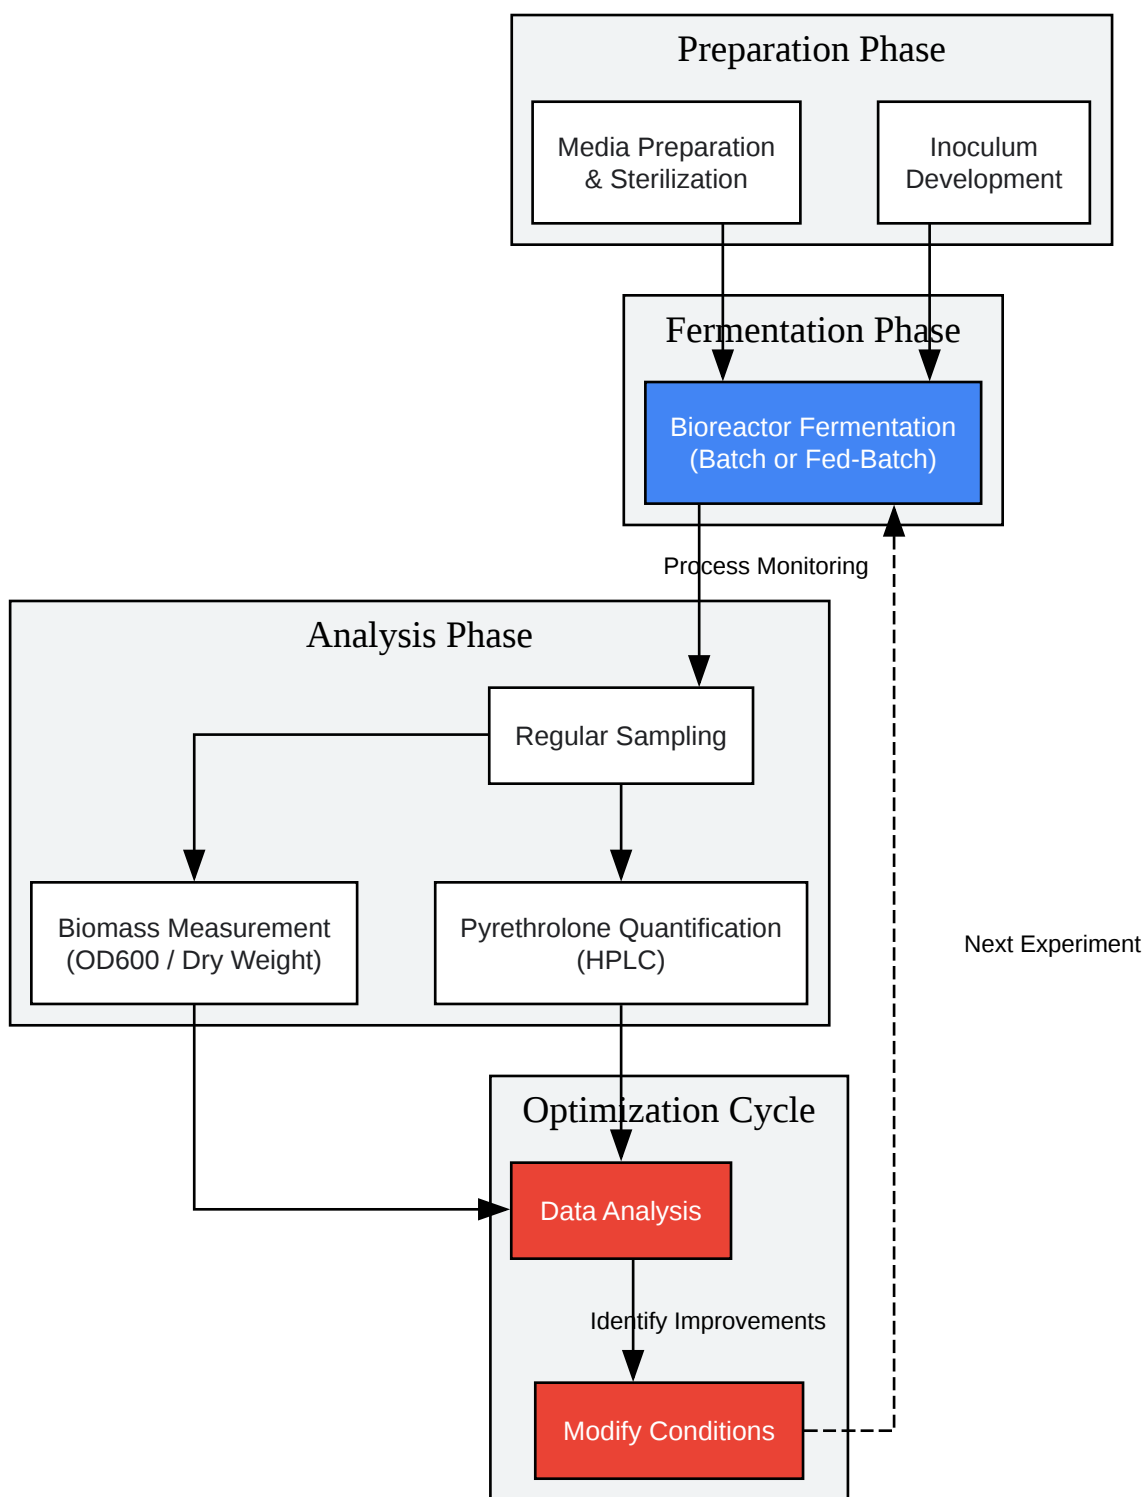 Preparation Phase
Media Preparation
& Sterilization
Inoculum
Development
Fermentation Phase
Bioreactor Fermentation
(Batch or Fed-Batch)
Process Monitoring
Analysis Phase
Regular Sampling
Biomass Measurement
(OD600 / Dry Weight)
Pyrethrolone Quantification
(HPLC)
Next Experiment
Optimization Cycle
Data Analysis
Identify Improvements
Modify Conditions